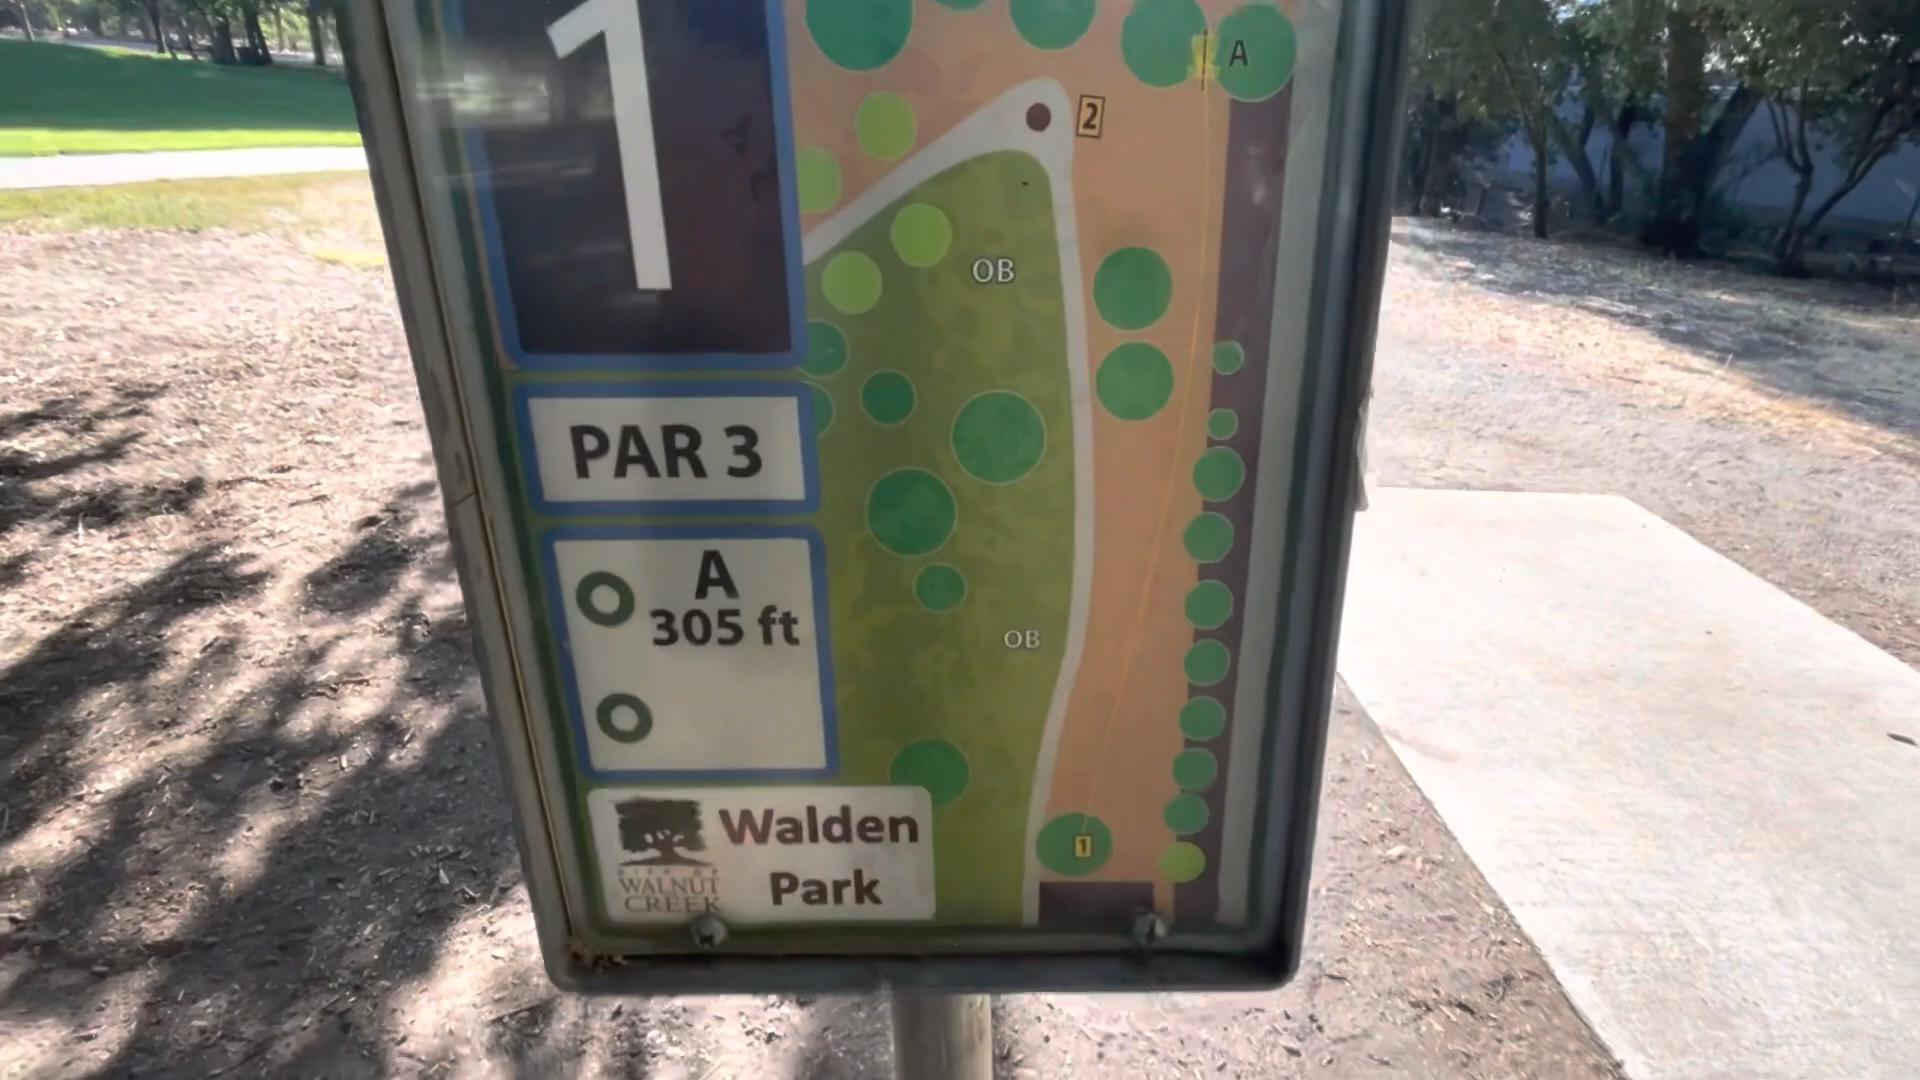 1
A
2
OB
PAR 3
A
305 ft
OB
1
Walden
Park
CITY OF
WALNUT
CREEK